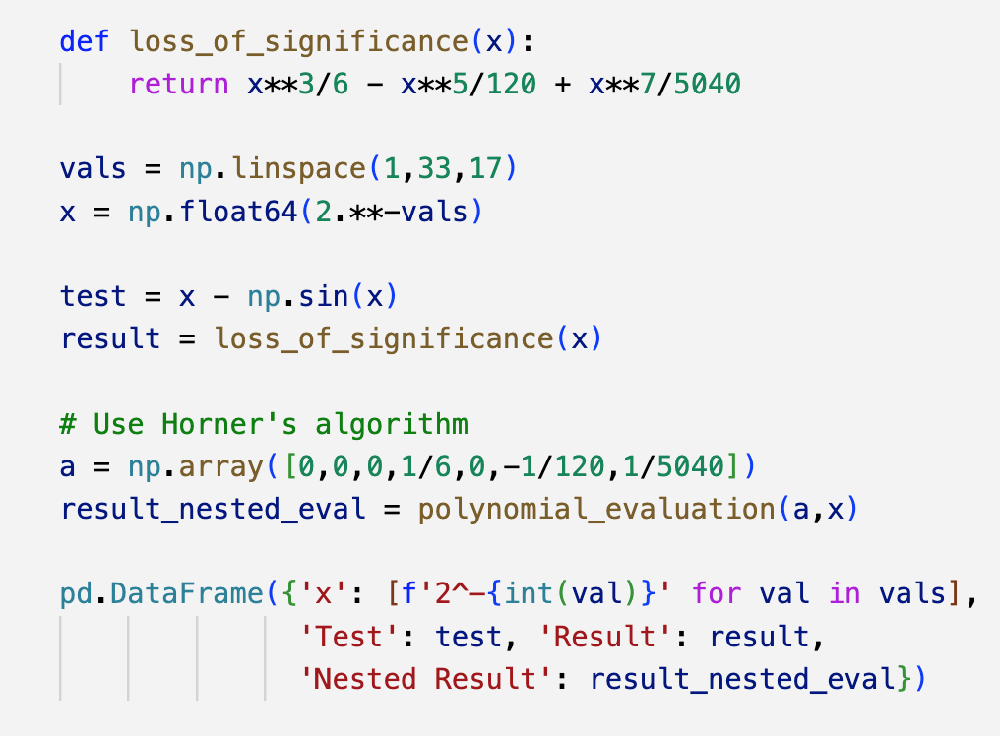 def loss_of_significance(x):
    return x**3/6 - x**5/120 + x**7/5040

vals = np.linspace(1,33,17)
x = np.float64(2.**-vals)

test = x - np.sin(x)
result = loss_of_significance(x)

# Use Horner's algorithm
a = np.array([0,0,0,1/6,0,-1/120,1/5040])
result_nested_eval = polynomial_evaluation(a,x)

pd.DataFrame({'x': [f'2^-{int(val)}' for val in vals],
              'Test': test, 'Result': result,
              'Nested Result': result_nested_eval})